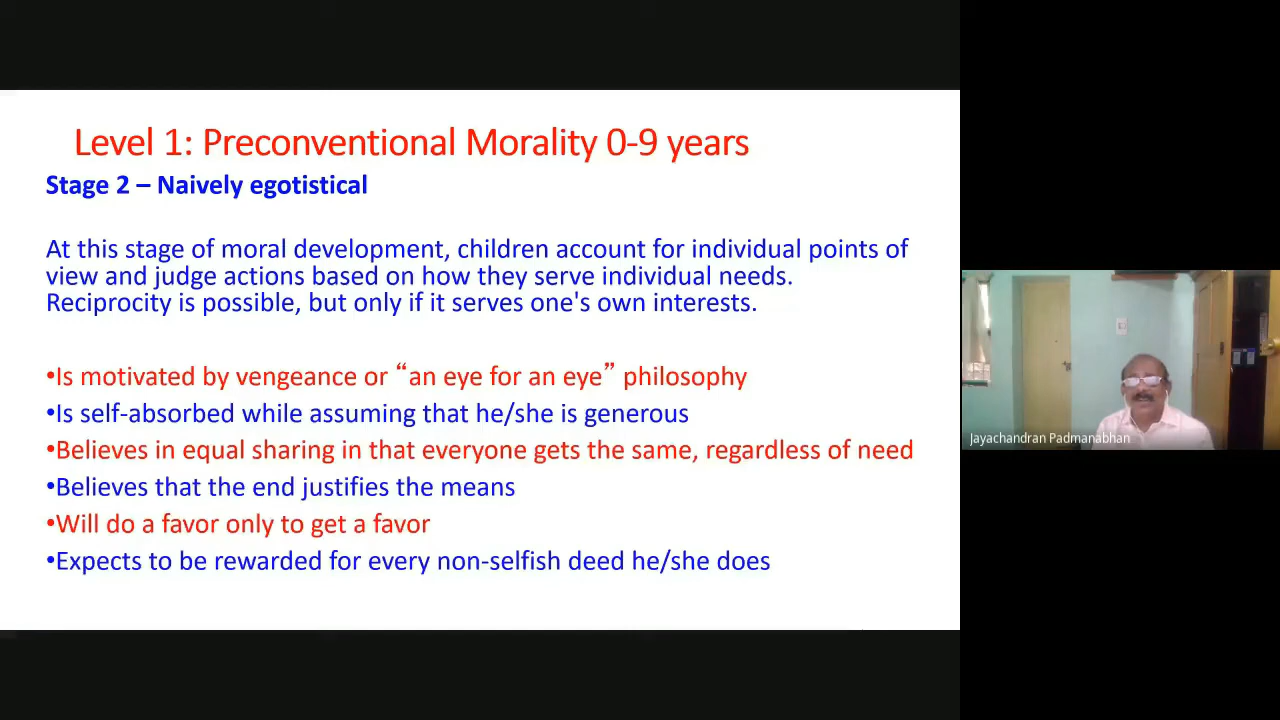 Level 1: Preconventional Morality 0-9 years
Stage 2 – Naively egotistical
At this stage of moral development, children account for individual points of
view and judge actions based on how they serve individual needs.
Reciprocity is possible, but only if it serves one's own interests.
•Is motivated by vengeance or “an eye for an eye” philosophy
•Is self-absorbed while assuming that he/she is generous
•Believes in equal sharing in that everyone gets the same, regardless of need
•Believes that the end justifies the means
•Will do a favor only to get a favor
•Expects to be rewarded for every non-selfish deed he/she does
Jayachandran Padmanabhan